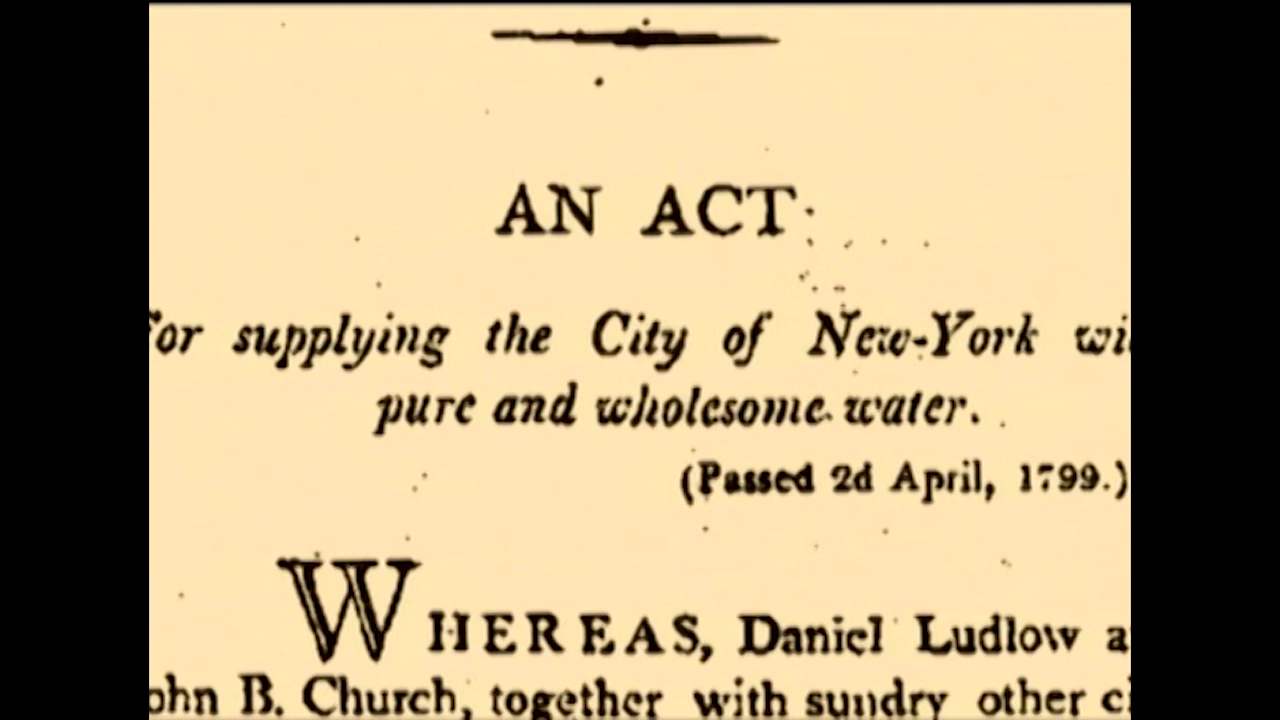 AN ACT
For supplying the City of New-York wi
pure and wholesome water.
(Passed 2d April, 1799.)
WHEREAS, Daniel Ludlow a
ohn B. Church, together with sundry other c